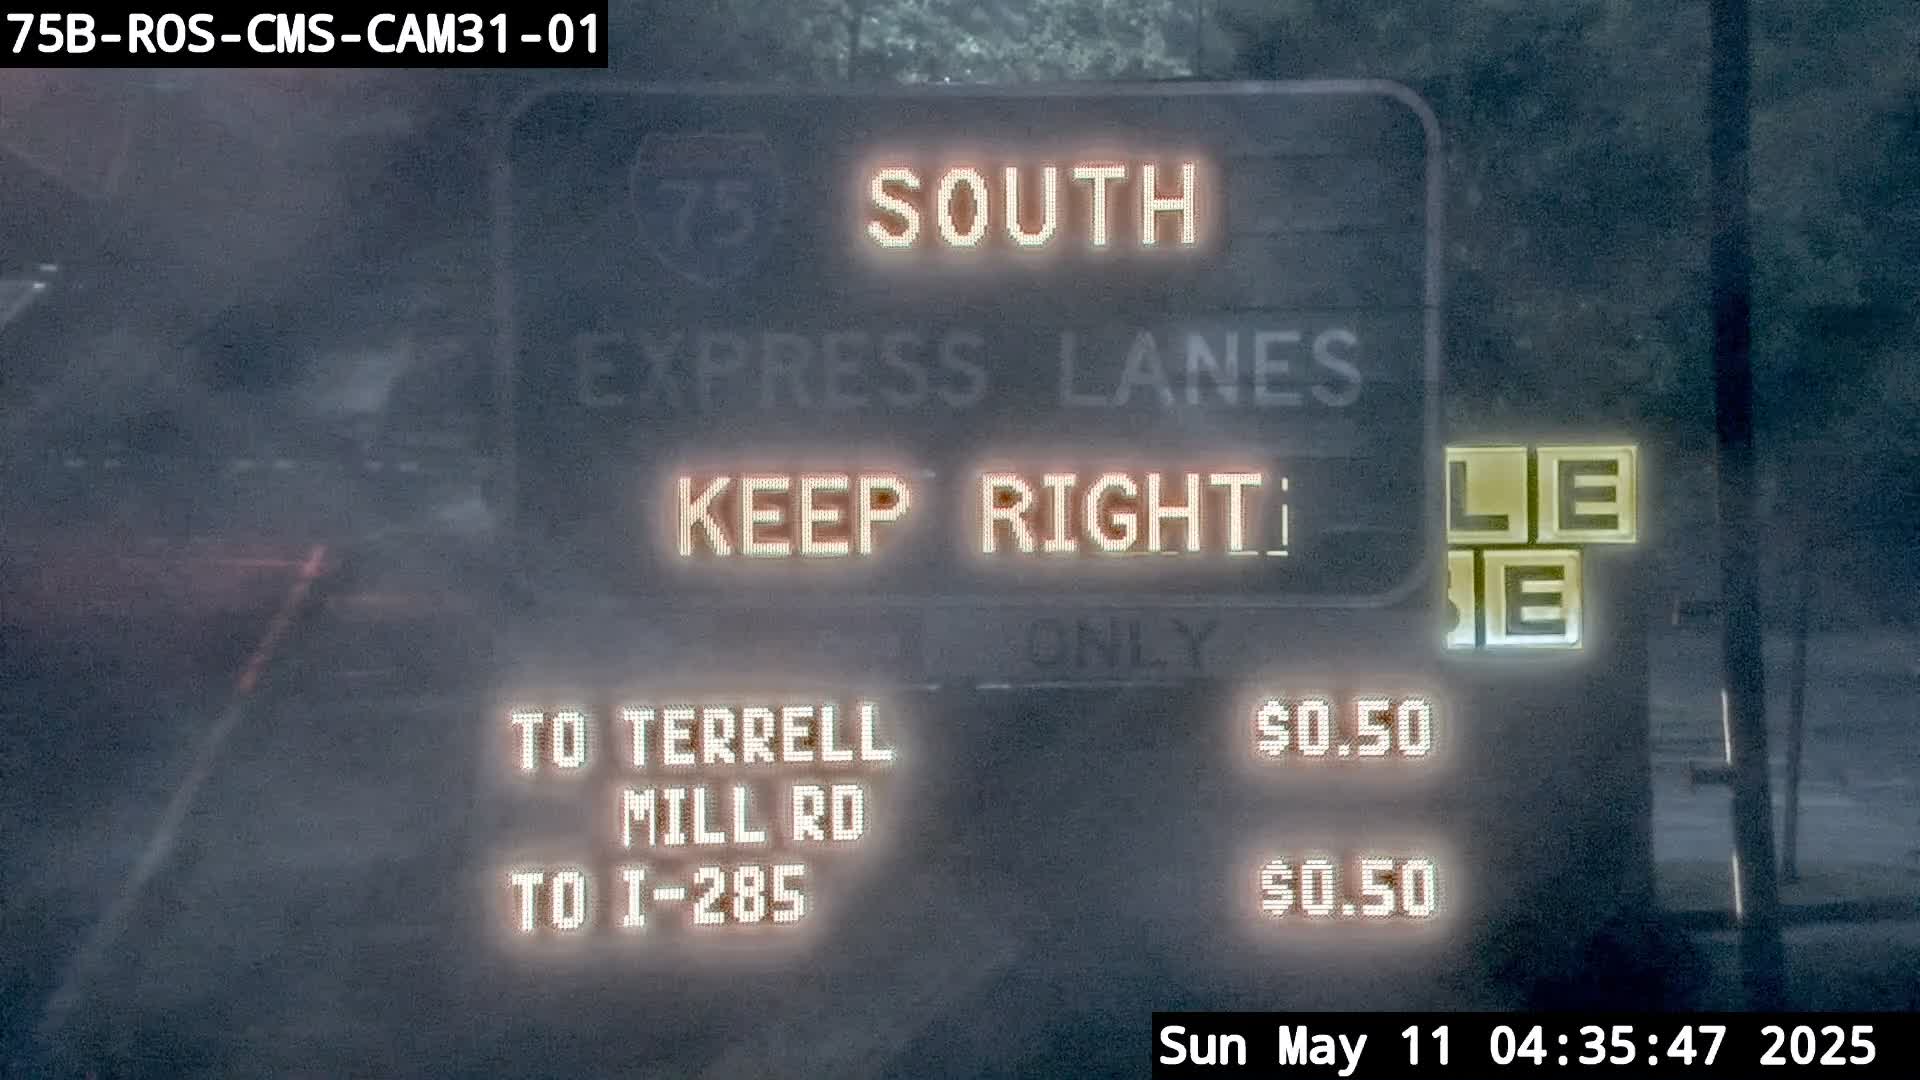 75B-ROS-CMS-CAM31-01
75 SOUTH
EXPRESS LANES
KEEP RIGHT
LE
E
ONLY
TO TERRELL $0.50
MILL RD
TO I-285 $0.50
Sun May 11 04:35:47 2025